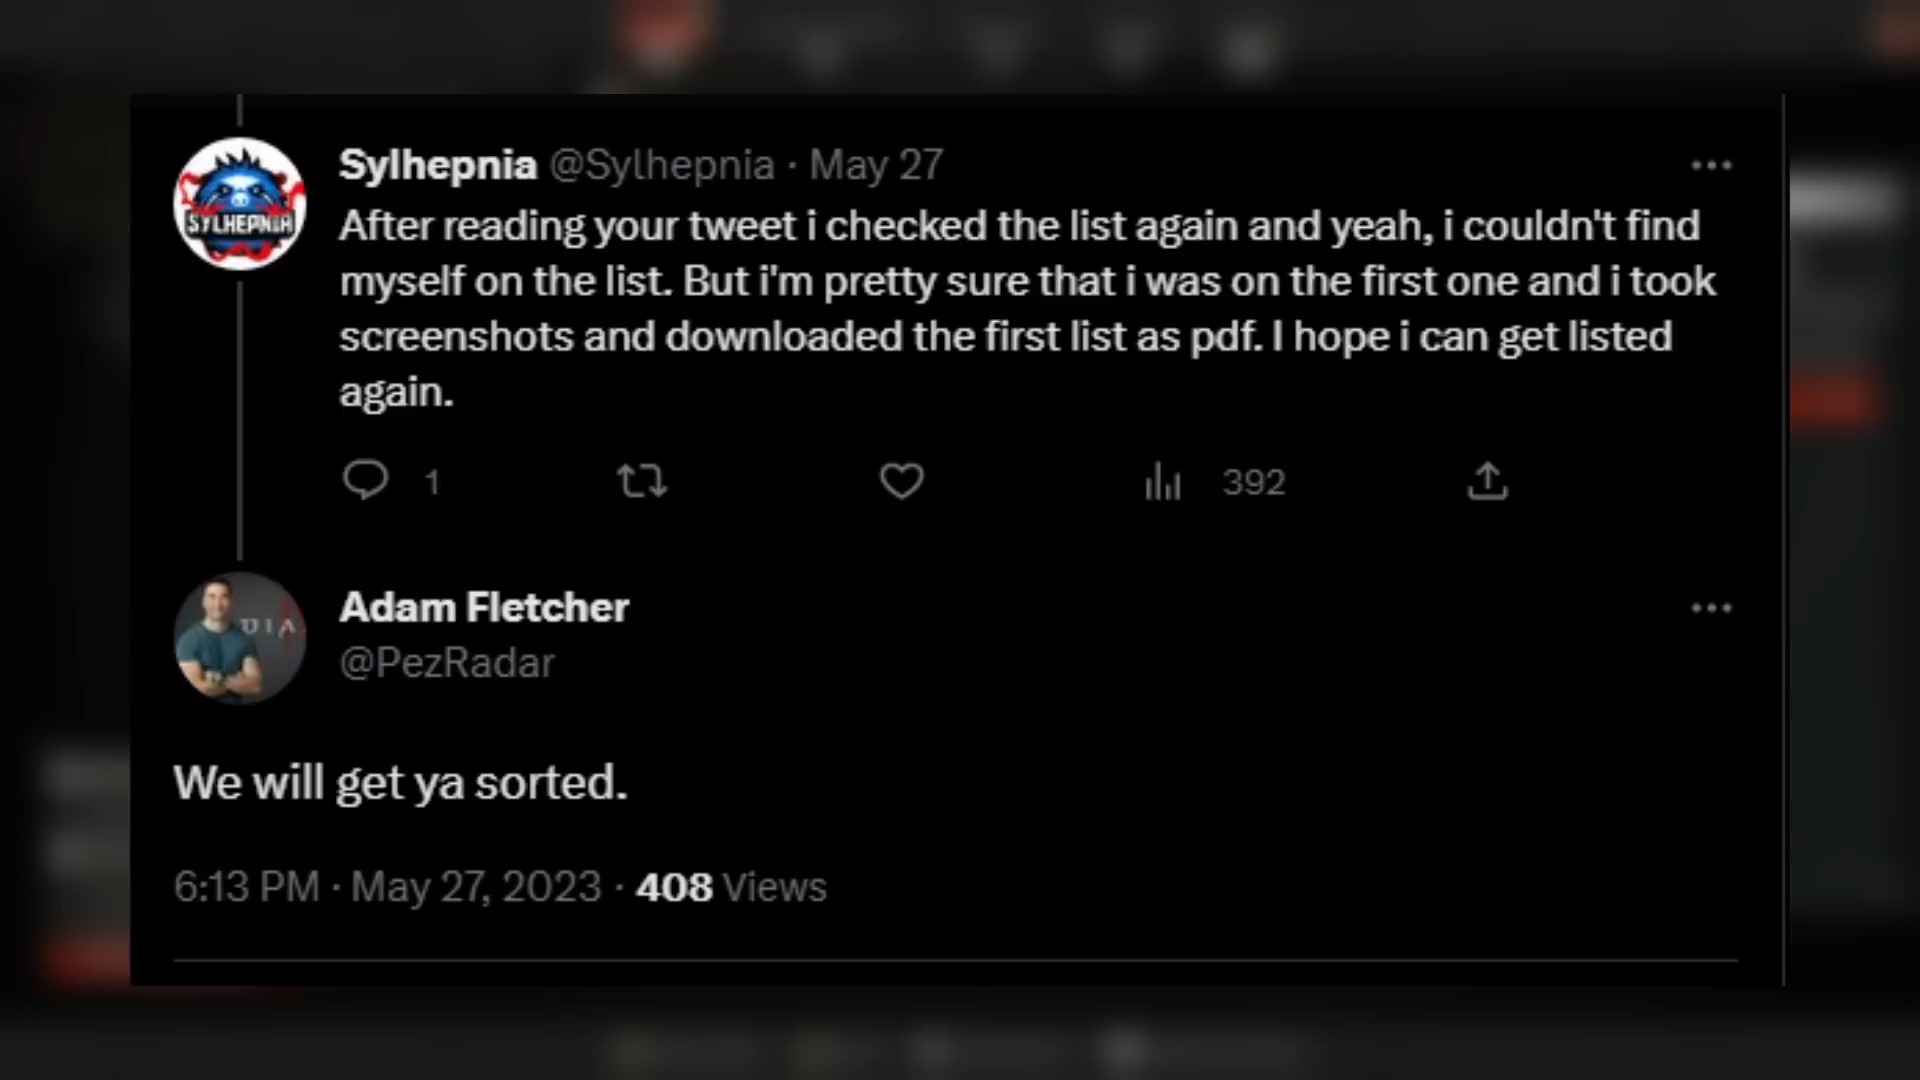 Sylhepnia @Sylhepnia · May 27
After reading your tweet i checked the list again and yeah, i couldn't find
myself on the list. But i'm pretty sure that i was on the first one and i took
screenshots and downloaded the first list as pdf. I hope i can get listed
again.
1 392
SYLHEPNIA
Adam Fletcher
@PezRadar
DIA
We will get ya sorted.
6:13 PM · May 27, 2023 · 408 Views